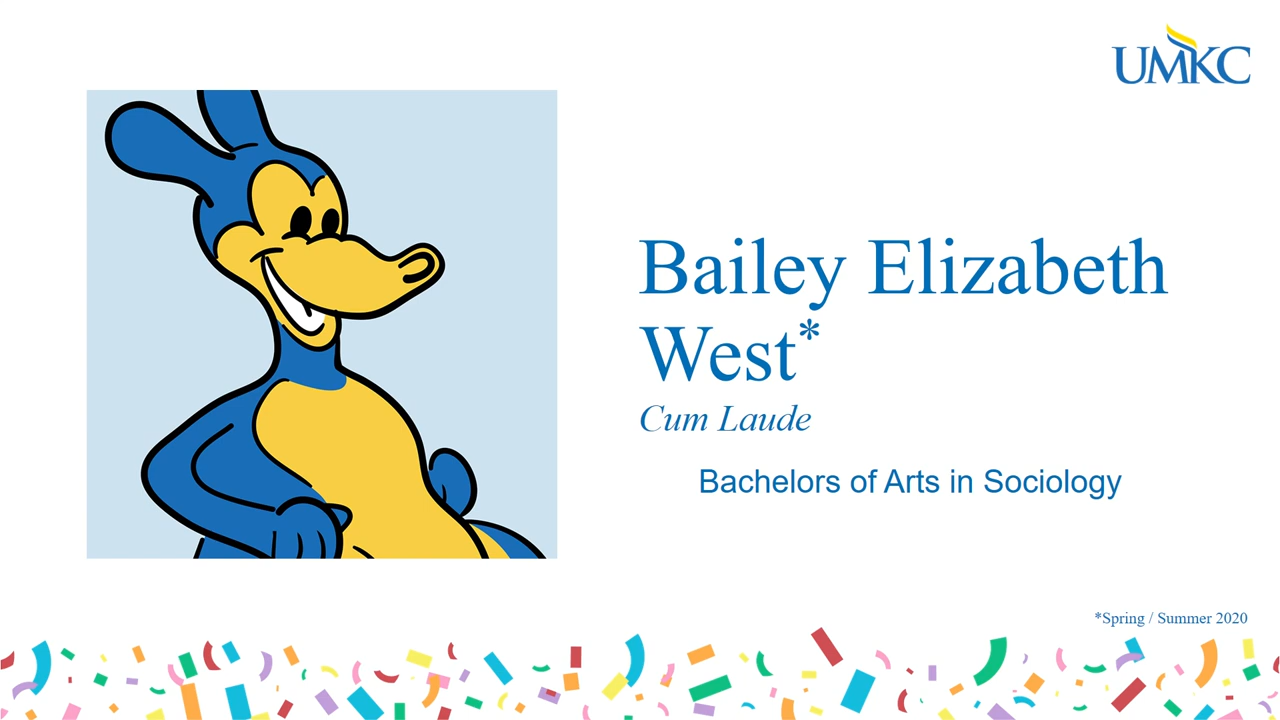 UMKC
Bailey Elizabeth
West*
Cum Laude
Bachelors of Arts in Sociology
*Spring / Summer 2020